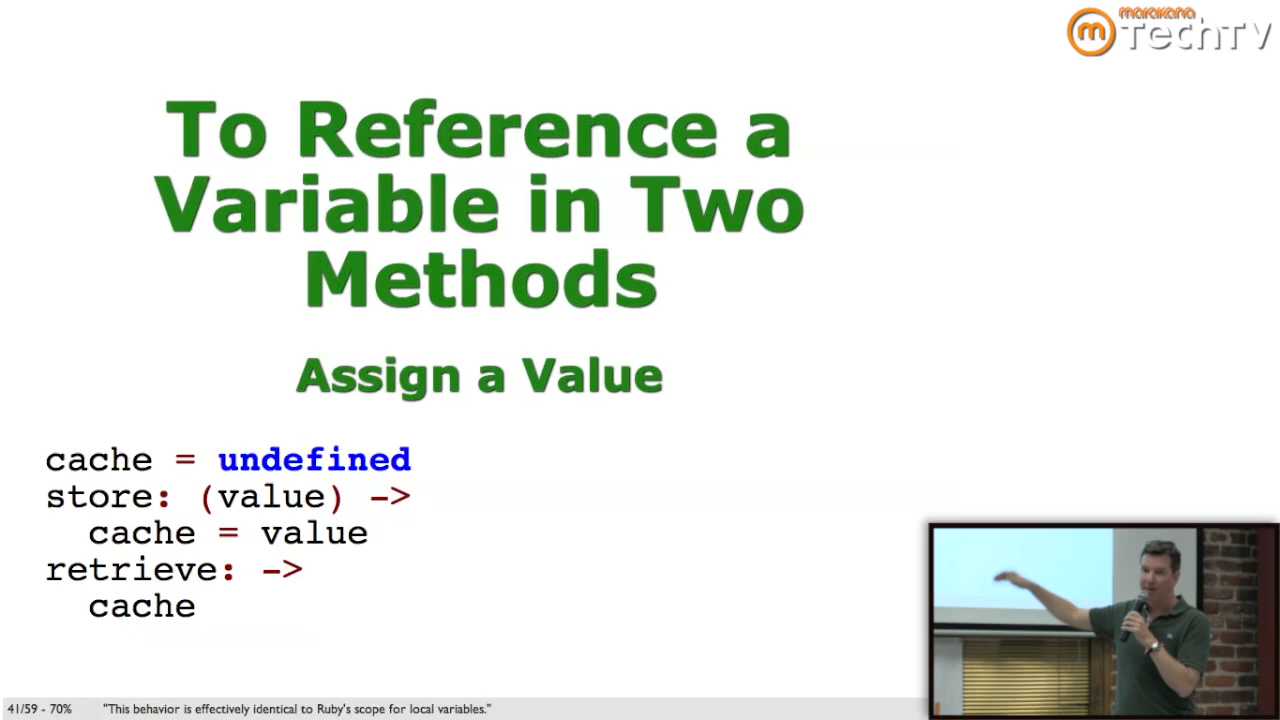 marakana
TechTV
To Reference a
Variable in Two
Methods
Assign a Value
cache = undefined
store: (value) ->
  cache = value
retrieve: ->
  cache
41/59 - 70% "This behavior is effectively identical to Ruby's scope for local variables."